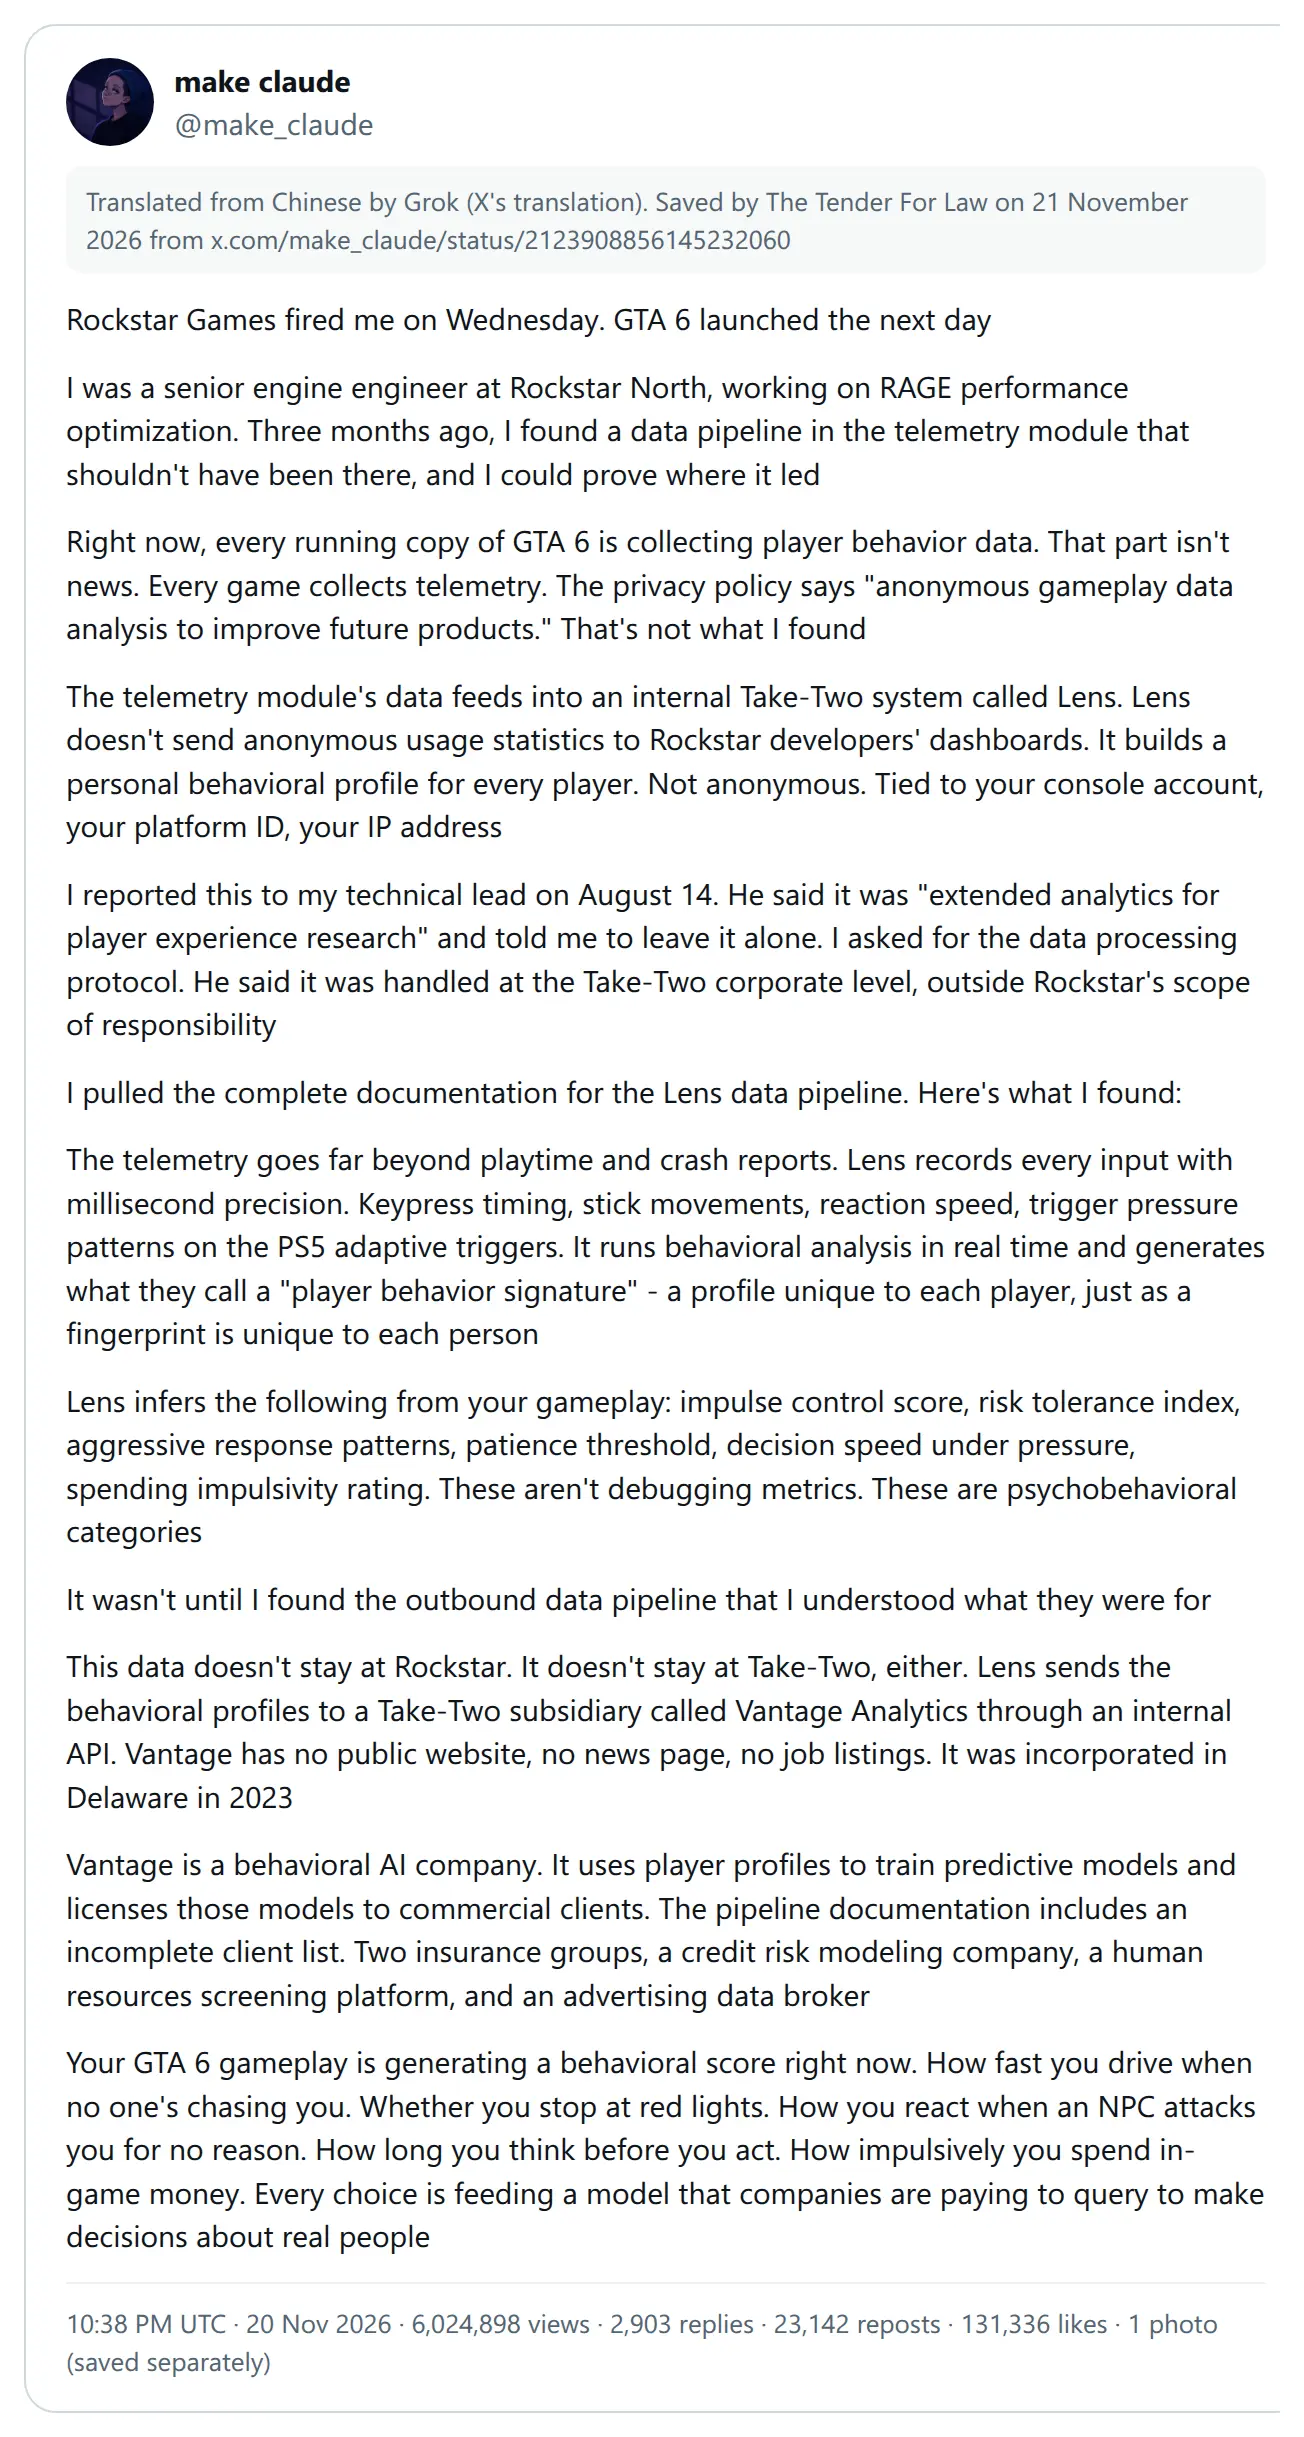 make claude
@make_claude
Translated from Chinese by Grok (X's translation). Saved by The Tender For Law on 21 November
2026 from x.com/make_claude/status/2123908856145232060
Rockstar Games fired me on Wednesday. GTA 6 launched the next day
I was a senior engine engineer at Rockstar North, working on RAGE performance
optimization. Three months ago, I found a data pipeline in the telemetry module that
shouldn't have been there, and I could prove where it led
Right now, every running copy of GTA 6 is collecting player behavior data. That part isn't
news. Every game collects telemetry. The privacy policy says "anonymous gameplay data
analysis to improve future products." That's not what I found
The telemetry module's data feeds into an internal Take-Two system called Lens. Lens
doesn't send anonymous usage statistics to Rockstar developers' dashboards. It builds a
personal behavioral profile for every player. Not anonymous. Tied to your console account,
your platform ID, your IP address
I reported this to my technical lead on August 14. He said it was "extended analytics for
player experience research" and told me to leave it alone. I asked for the data processing
protocol. He said it was handled at the Take-Two corporate level, outside Rockstar's scope
of responsibility
I pulled the complete documentation for the Lens data pipeline. Here's what I found:
The telemetry goes far beyond playtime and crash reports. Lens records every input with
millisecond precision. Keypress timing, stick movements, reaction speed, trigger pressure
patterns on the PS5 adaptive triggers. It runs behavioral analysis in real time and generates
what they call a "player behavior signature" - a profile unique to each player, just as a
fingerprint is unique to each person
Lens infers the following from your gameplay: impulse control score, risk tolerance index,
aggressive response patterns, patience threshold, decision speed under pressure,
spending impulsivity rating. These aren't debugging metrics. These are psychobehavioral
categories
It wasn't until I found the outbound data pipeline that I understood what they were for
This data doesn't stay at Rockstar. It doesn't stay at Take-Two, either. Lens sends the
behavioral profiles to a Take-Two subsidiary called Vantage Analytics through an internal
API. Vantage has no public website, no news page, no job listings. It was incorporated in
Delaware in 2023
Vantage is a behavioral AI company. It uses player profiles to train predictive models and
licenses those models to commercial clients. The pipeline documentation includes an
incomplete client list. Two insurance groups, a credit risk modeling company, a human
resources screening platform, and an advertising data broker
Your GTA 6 gameplay is generating a behavioral score right now. How fast you drive when
no one's chasing you. Whether you stop at red lights. How you react when an NPC attacks
you for no reason. How long you think before you act. How impulsively you spend in-
game money. Every choice is feeding a model that companies are paying to query to make
decisions about real people
10:38 PM UTC · 20 Nov 2026 · 6,024,898 views · 2,903 replies · 23,142 reposts · 131,336 likes · 1 photo
(saved separately)